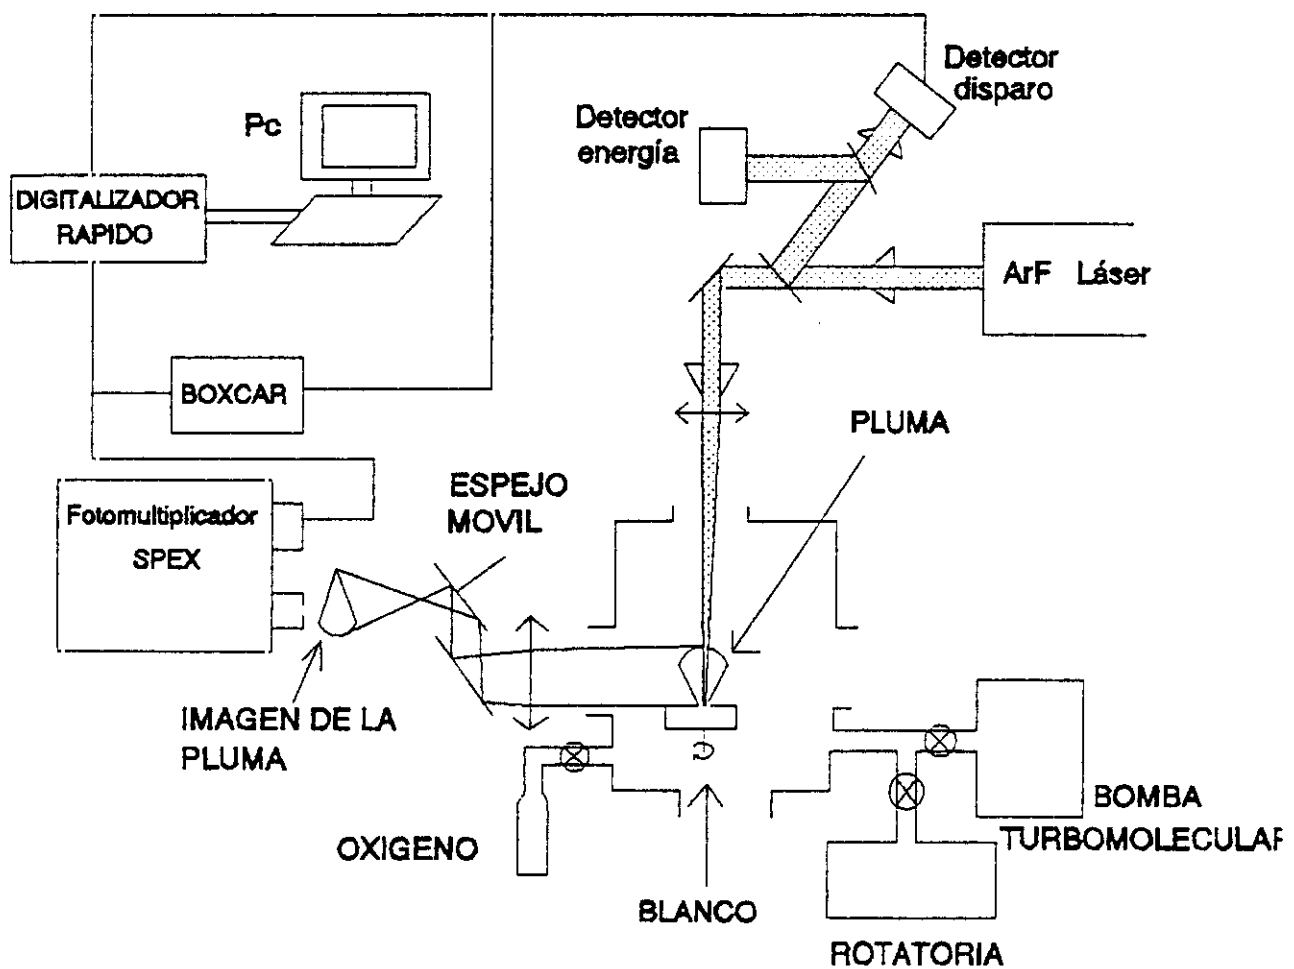 Detector
disparo
Pc
Detector
energía
DIGITALIZADOR
RAPIDO
ArF Láser
BOXCAR
PLUMA
ESPEJO
MOVIL
Fotomultiplicador
SPEX
IMAGEN DE LA
PLUMA
OXIGENO
BLANCO
BOMBA
TURBOMOLECULAR
ROTATORIA